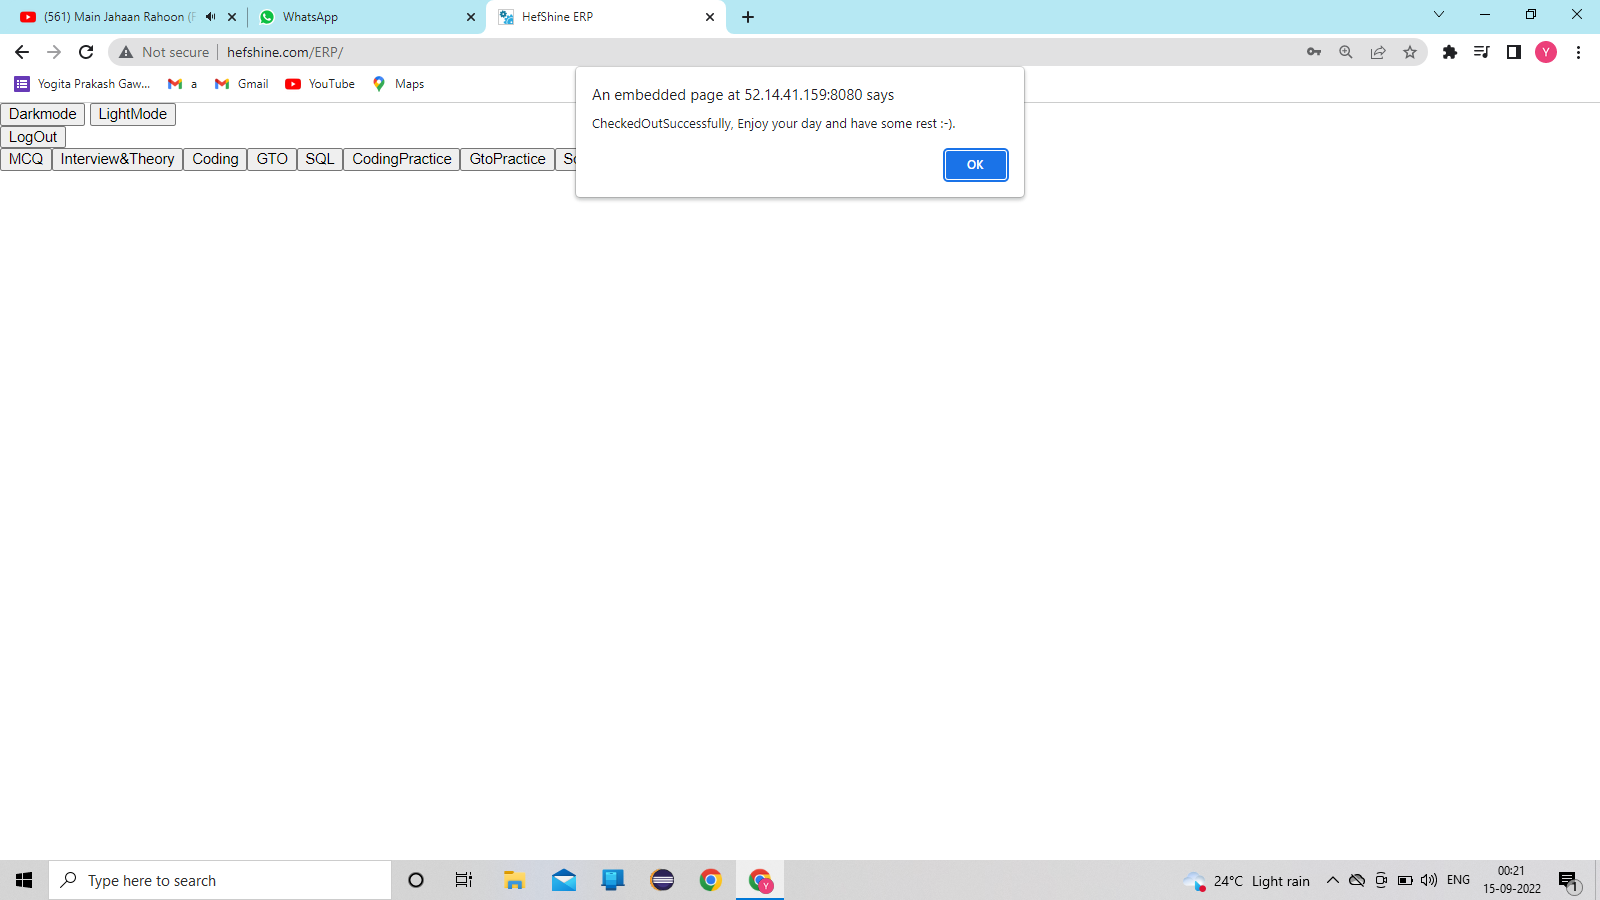 (561) Main Jahaan Rahoon (F
WhatsApp
HefShine ERP
Not secure
hefshine.com/ERP/
Y
Yogita Prakash Gaw...
a
Gmail
YouTube
Maps
An embedded page at 52.14.41.159:8080 says
CheckedOutSuccessfully, Enjoy your day and have some rest :-).
OK
Darkmode
LightMode
LogOut
MCQ
Interview&Theory
Coding
GTO
SQL
CodingPractice
GtoPractice
Type here to search
Y
24°C Light rain
ENG
00:21
15-09-2022
1